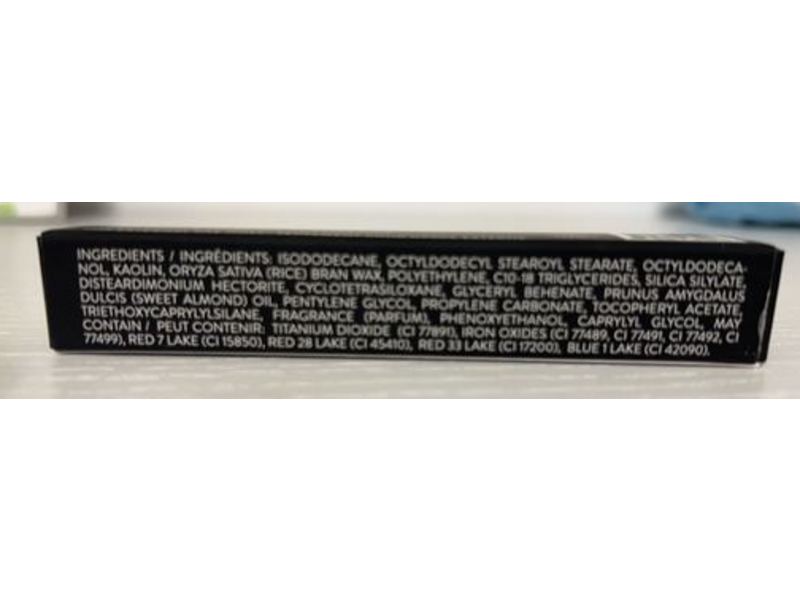 INGREDIENTS / INGRÉDIENTS: ISODODECANE, OCTYLDODECYL STEAROYL STEARATE, OCTYLDODECA-
NOL, KAOLIN, ORYZA SATIVA (RICE) BRAN WAX, POLYETHYLENE, C10-18 TRIGLYCERIDES, SILICA SILYLATE,
DISTEARDIMONIUM HECTORITE, CYCLOTETRASILOXANE, GLYCERYL BEHENATE, PRUNUS AMYGDALUS
DULCIS (SWEET ALMOND) OIL, PENTYLENE GLYCOL, PROPYLENE CARBONATE, TOCOPHERYL ACETATE,
TRIETHOXYCAPRYLYLSILANE, FRAGRANCE (PARFUM), PHENOXYETHANOL, CAPRYLYL GLYCOL, MAY
CONTAIN / PEUT CONTENIR: TITANIUM DIOXIDE (CI 77891), IRON OXIDES (CI 77489, CI 77491, CI 77492, CI
77499), RED 7 LAKE (CI 15850), RED 28 LAKE (CI 45410), RED 33 LAKE (CI 17200), BLUE 1 LAKE (CI 42090).